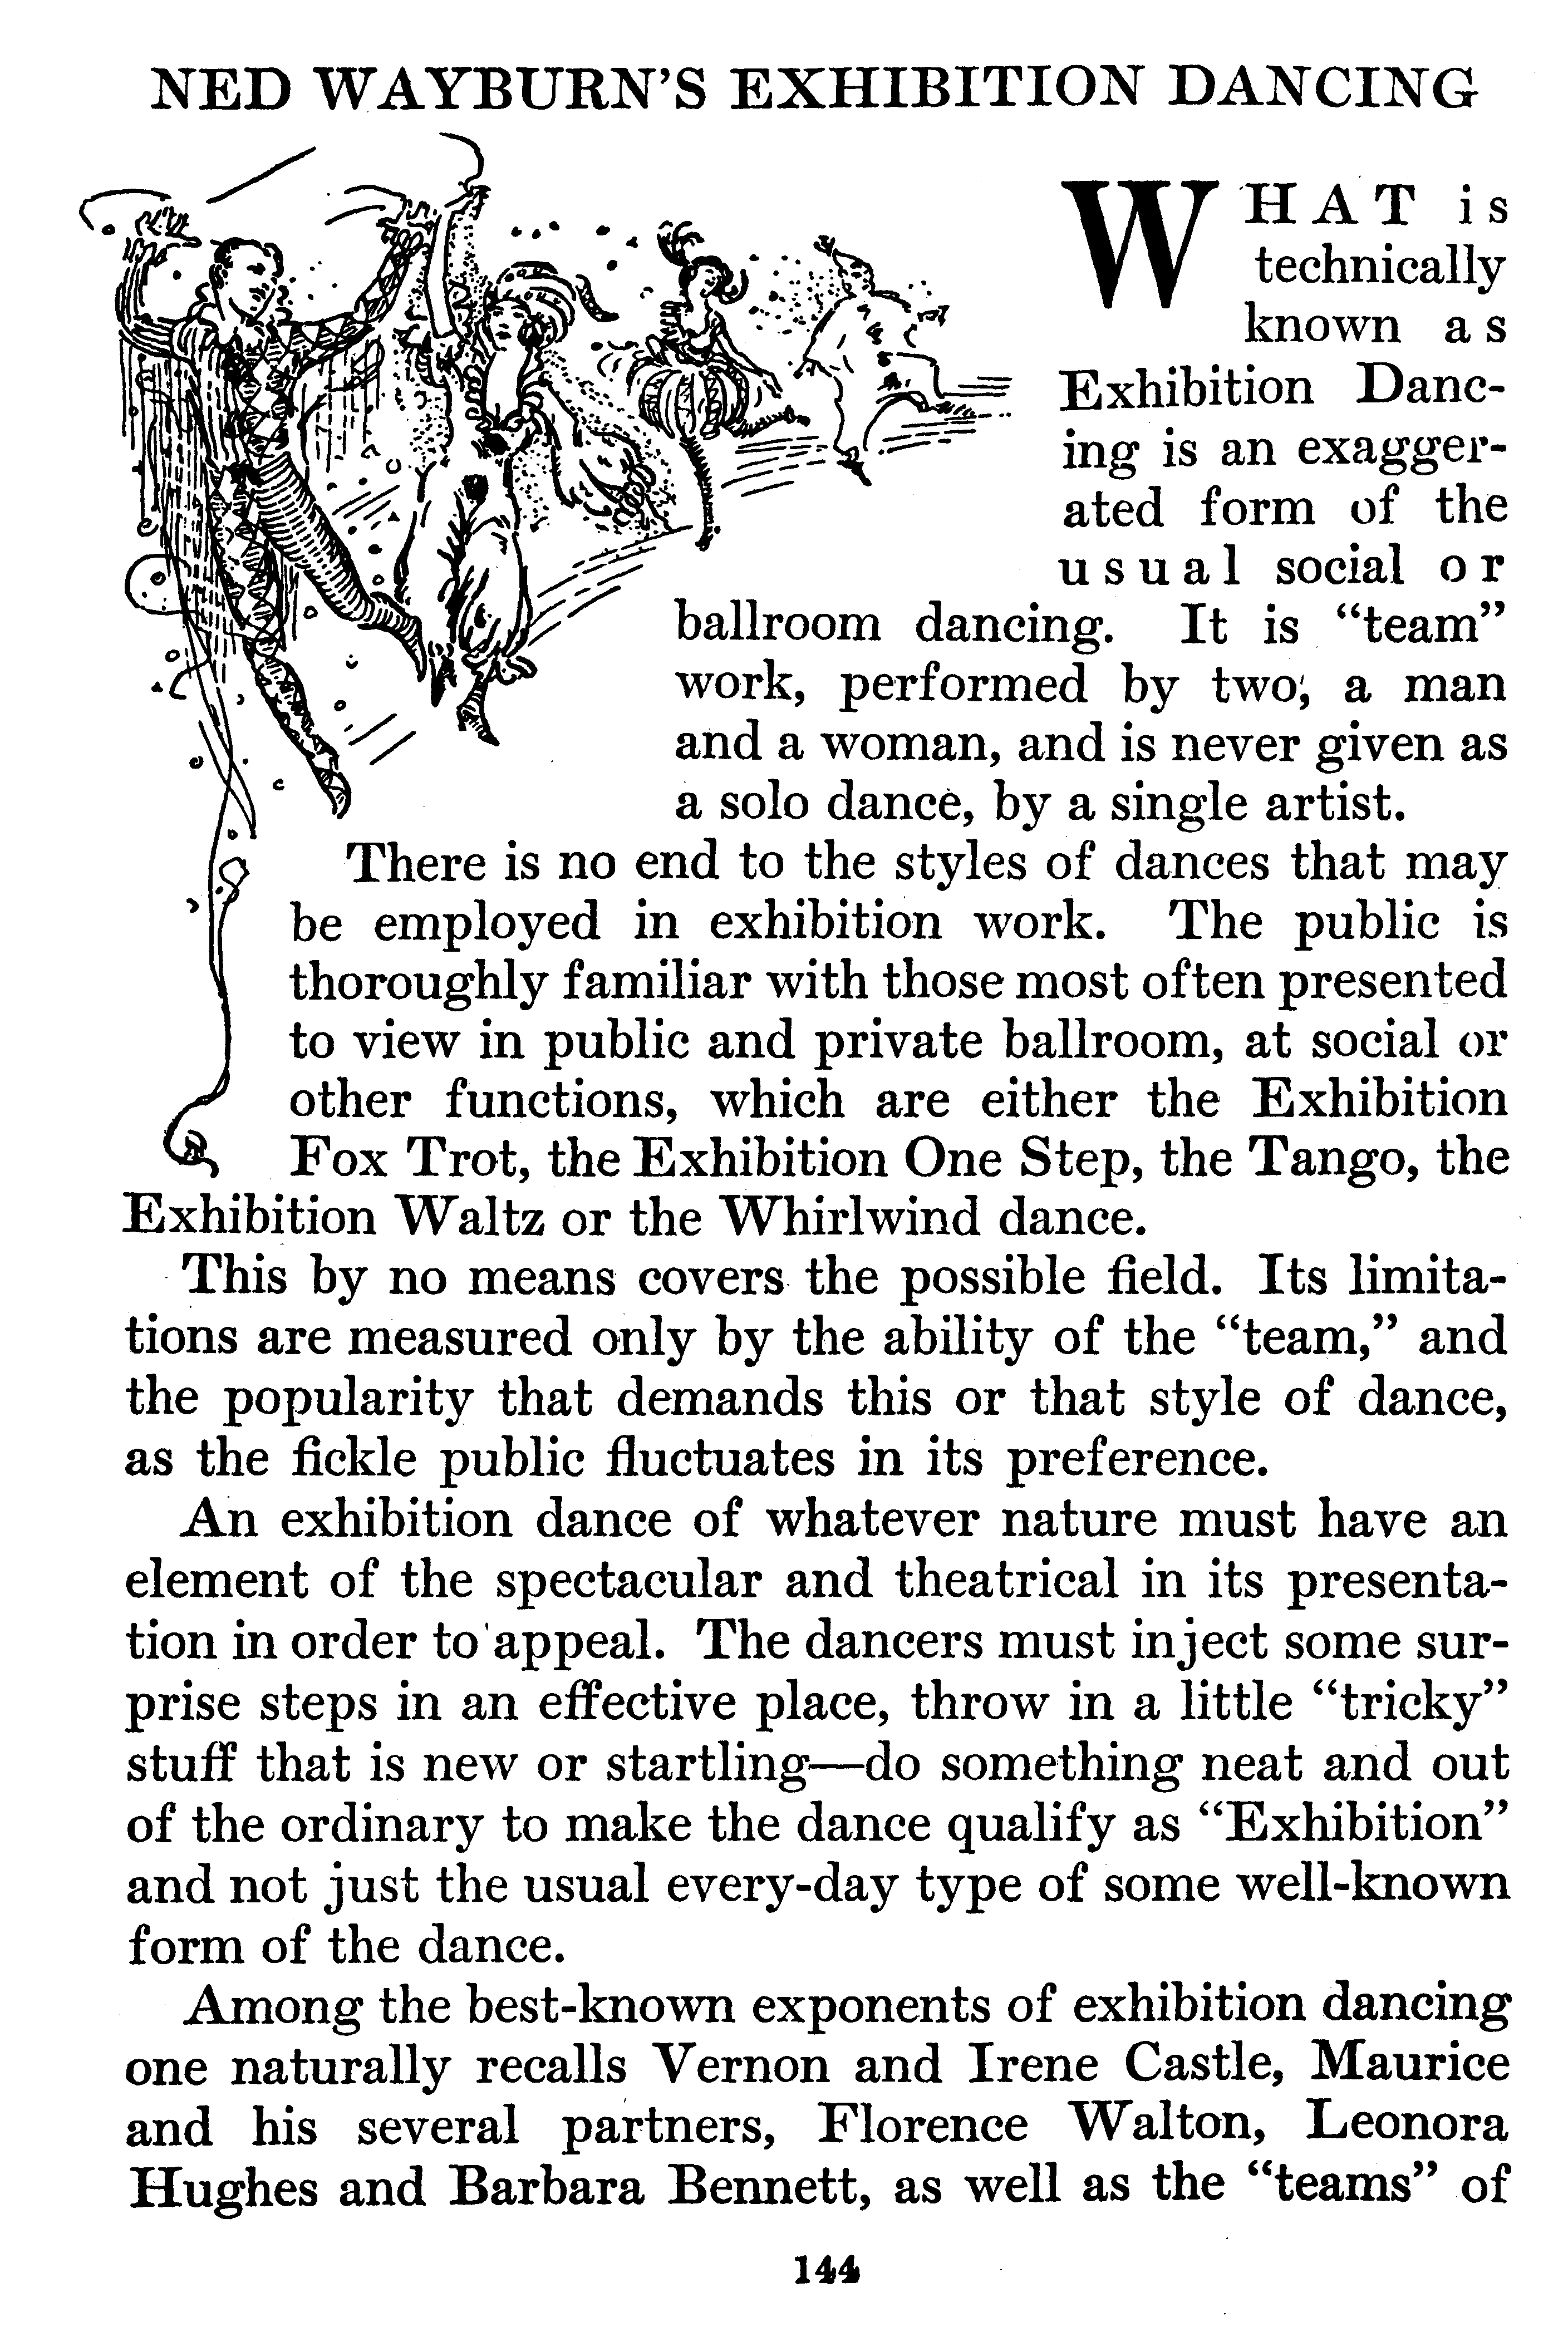 NED WAYBURN'S EXHIBITION DANCING
WHAT is
technically
known as
Exhibition Danc-
ing is an exagger-
ated form of the
usual social or
ballroom dancing. It is “team”
work, performed by two, a man
and a woman, and is never given as
a solo dance, by a single artist.
There is no end to the styles of dances that may
be employed in exhibition work. The public is
thoroughly familiar with those most often presented
to view in public and private ballroom, at social or
other functions, which are either the Exhibition
Fox Trot, the Exhibition One Step, the Tango, the
Exhibition Waltz or the Whirlwind dance.
This by no means covers the possible field. Its limita-
tions are measured only by the ability of the “team,” and
the popularity that demands this or that style of dance,
as the fickle public fluctuates in its preference.
An exhibition dance of whatever nature must have an
element of the spectacular and theatrical in its presenta-
tion in order to appeal. The dancers must inject some sur-
prise steps in an effective place, throw in a little “tricky”
stuff that is new or startling—do something neat and out
of the ordinary to make the dance qualify as “Exhibition”
and not just the usual every-day type of some well-known
form of the dance.
Among the best-known exponents of exhibition dancing
one naturally recalls Vernon and Irene Castle, Maurice
and his several partners, Florence Walton, Leonora
Hughes and Barbara Bennett, as well as the “teams” of
144